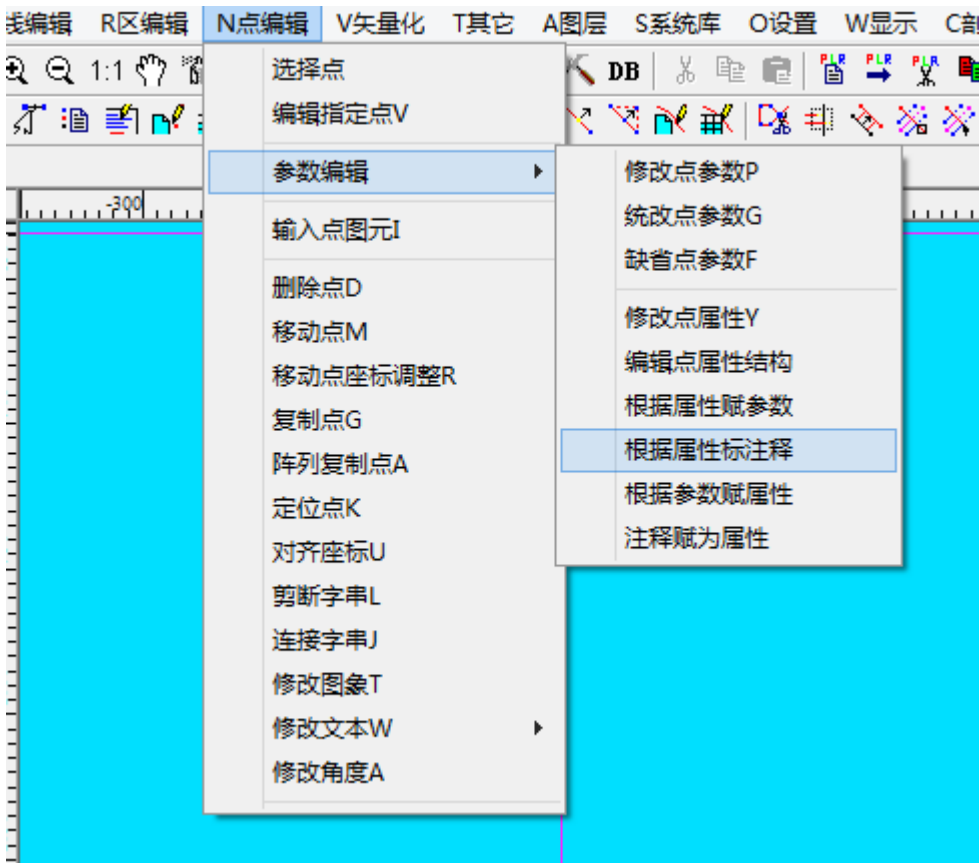 线编辑 R区编辑 N点编辑 V矢量化 T其它 A图层 S系统库 O设置 W显示
1:1 DB PLR PLR PLR
选择点
编辑指定点V
参数编辑
输入点图元I
删除点D
移动点M
移动点座标调整R
复制点G
阵列复制点A
定位点K
对齐座标U
剪断字串L
连接字串J
修改图象T
修改文本W
修改角度A
修改点参数P
统改点参数G
缺省点参数F
修改点属性Y
编辑点属性结构
根据属性赋参数
根据属性标注释
根据参数赋属性
注释赋为属性
-300